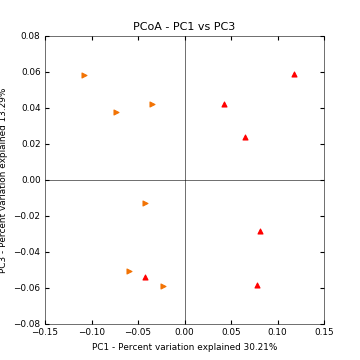 PCoA - PC1 vs PC3
0.08
0.06
0.04
0.02
0.00
−0.02
−0.04
−0.06
−0.08
PC3 - Percent variation explained 13.29%
−0.15 −0.10 −0.05 0.00 0.05 0.10 0.15
PC1 - Percent variation explained 30.21%